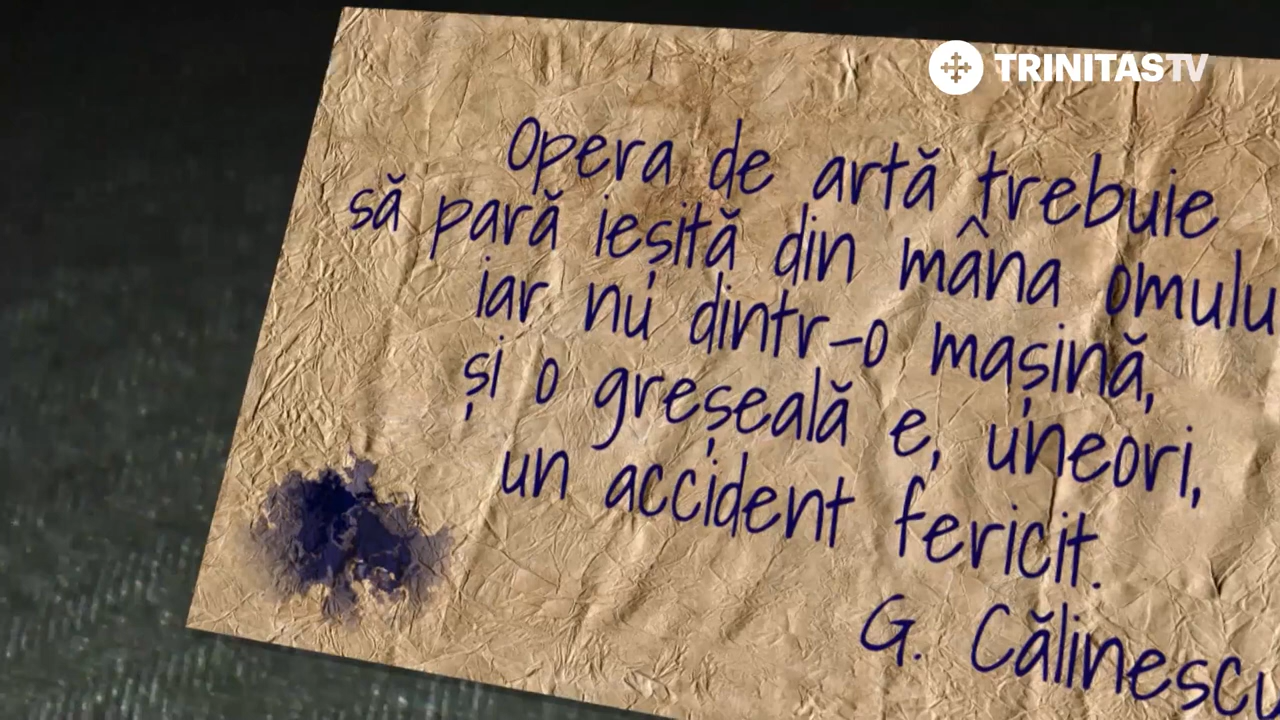 TRINITAS TV
Opera de artă trebuie
să pară ieșită din mâna omulu
iar nu dintr-o mașină,
și o greșeală e, uneori,
un accident fericit.
G. Călinescu